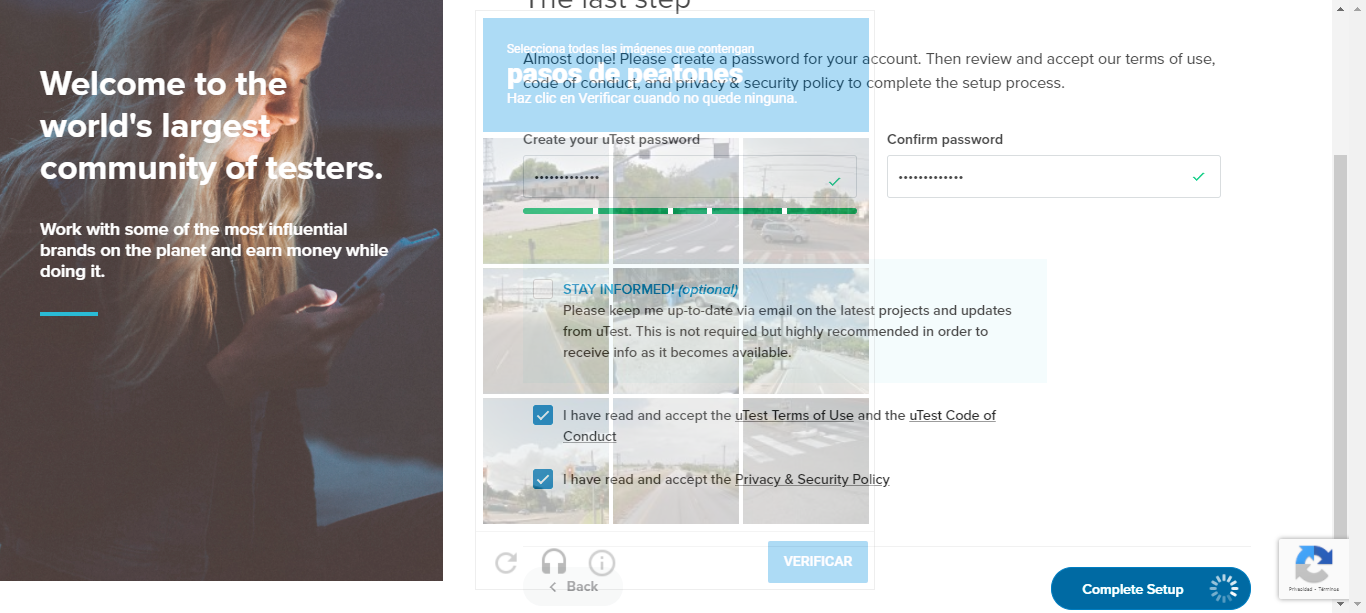 The last step
Welcome to the
world's largest
community of testers.
Work with some of the most influential
brands on the planet and earn money while
doing it.
Selecciona todas las imágenes que contengan
pasos de peatones
Haz clic en Verificar cuando no quede ninguna.
Almost done! Please create a password for your account. Then review and accept our terms of use,
code of conduct, and privacy & security policy to complete the setup process.
Create your uTest password
Confirm password
STAY INFORMED! (optional)
Please keep me up-to-date via email on the latest projects and updates
from uTest. This is not required but highly recommended in order to
receive info as it becomes available.
I have read and accept the uTest Terms of Use and the uTest Code of
Conduct
I have read and accept the Privacy & Security Policy
VERIFICAR
Back
Complete Setup
Privacidad - Términos